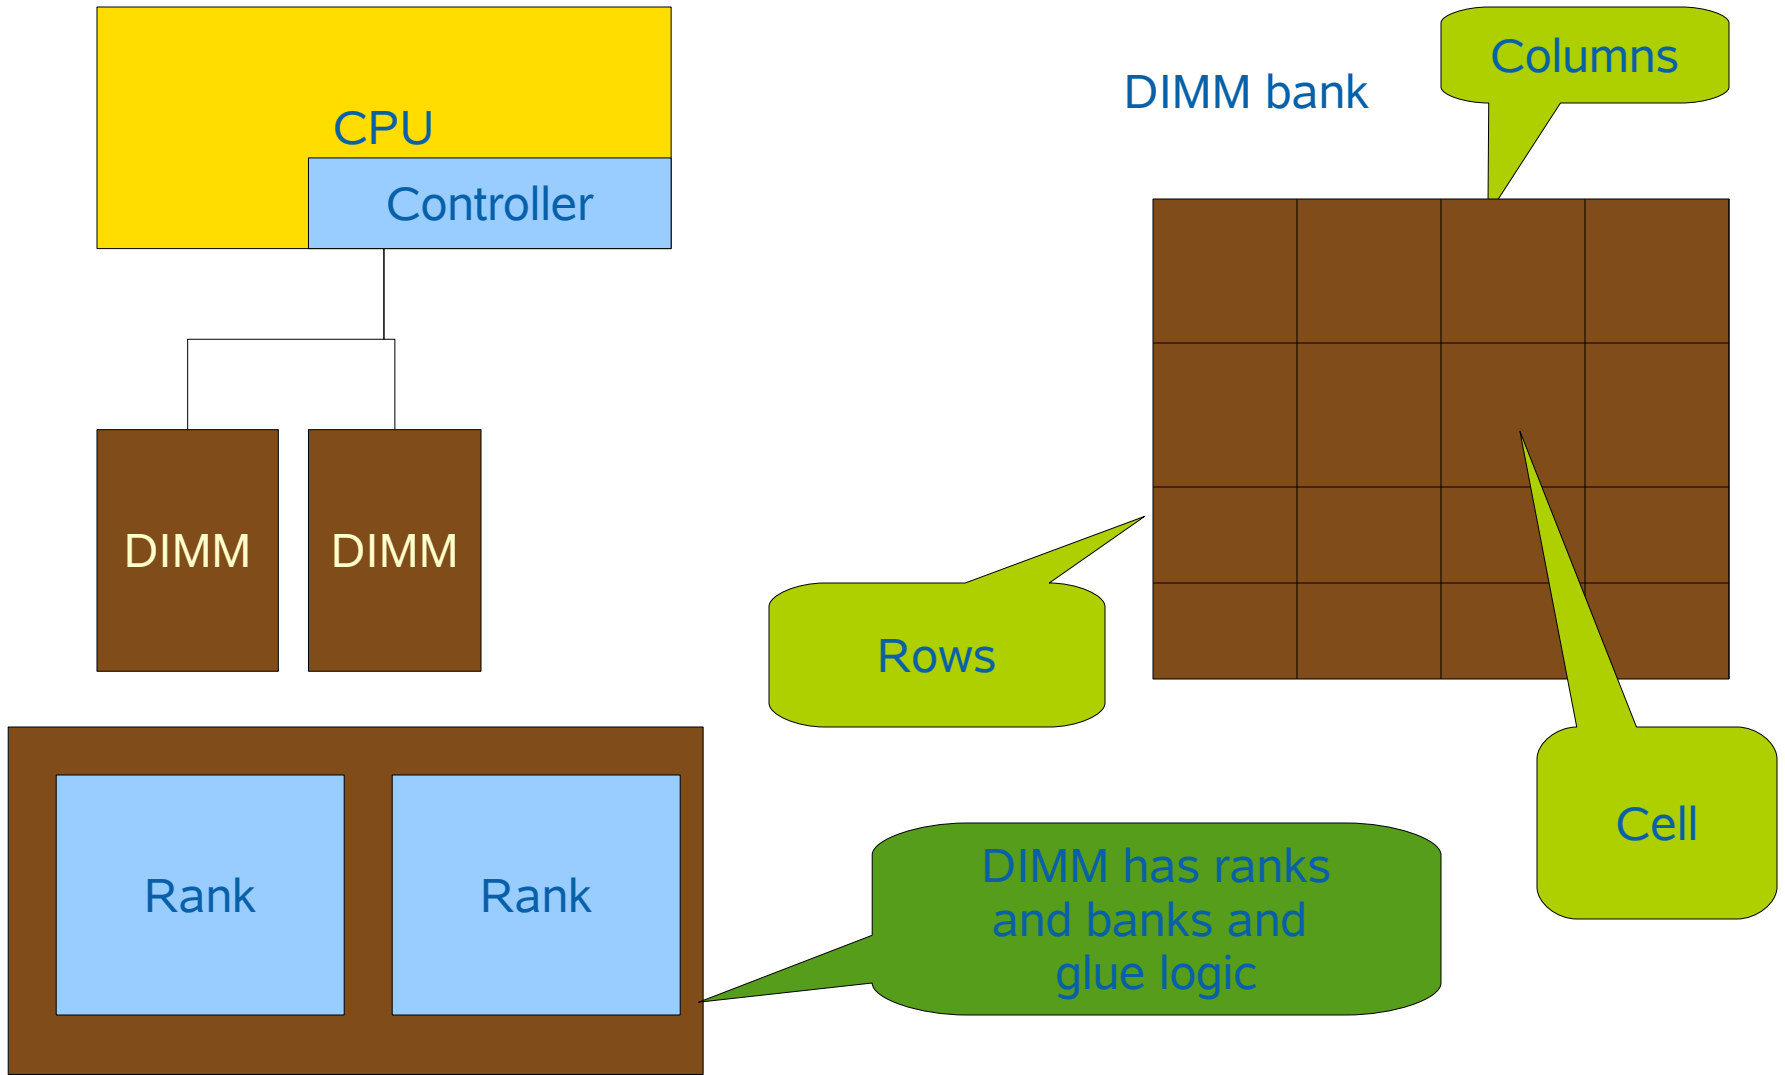 CPU
Controller
DIMM
DIMM
Rank
Rank
DIMM bank
Columns
Rows
Cell
DIMM has ranks
and banks and
glue logic